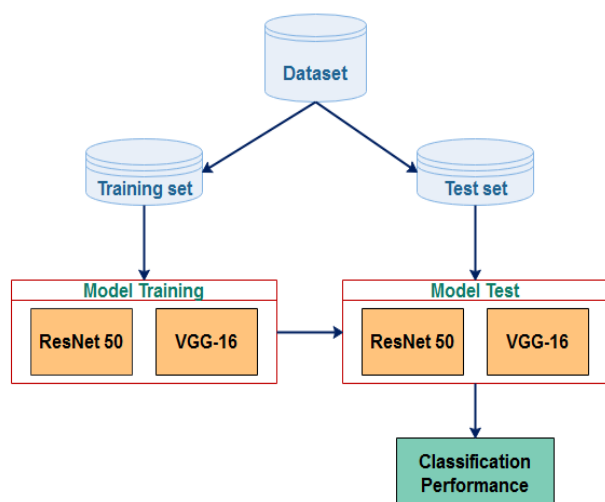 Dataset
Training set
Test set
Model Training
ResNet 50
VGG-16
Model Test
ResNet 50
VGG-16
Classification
Performance